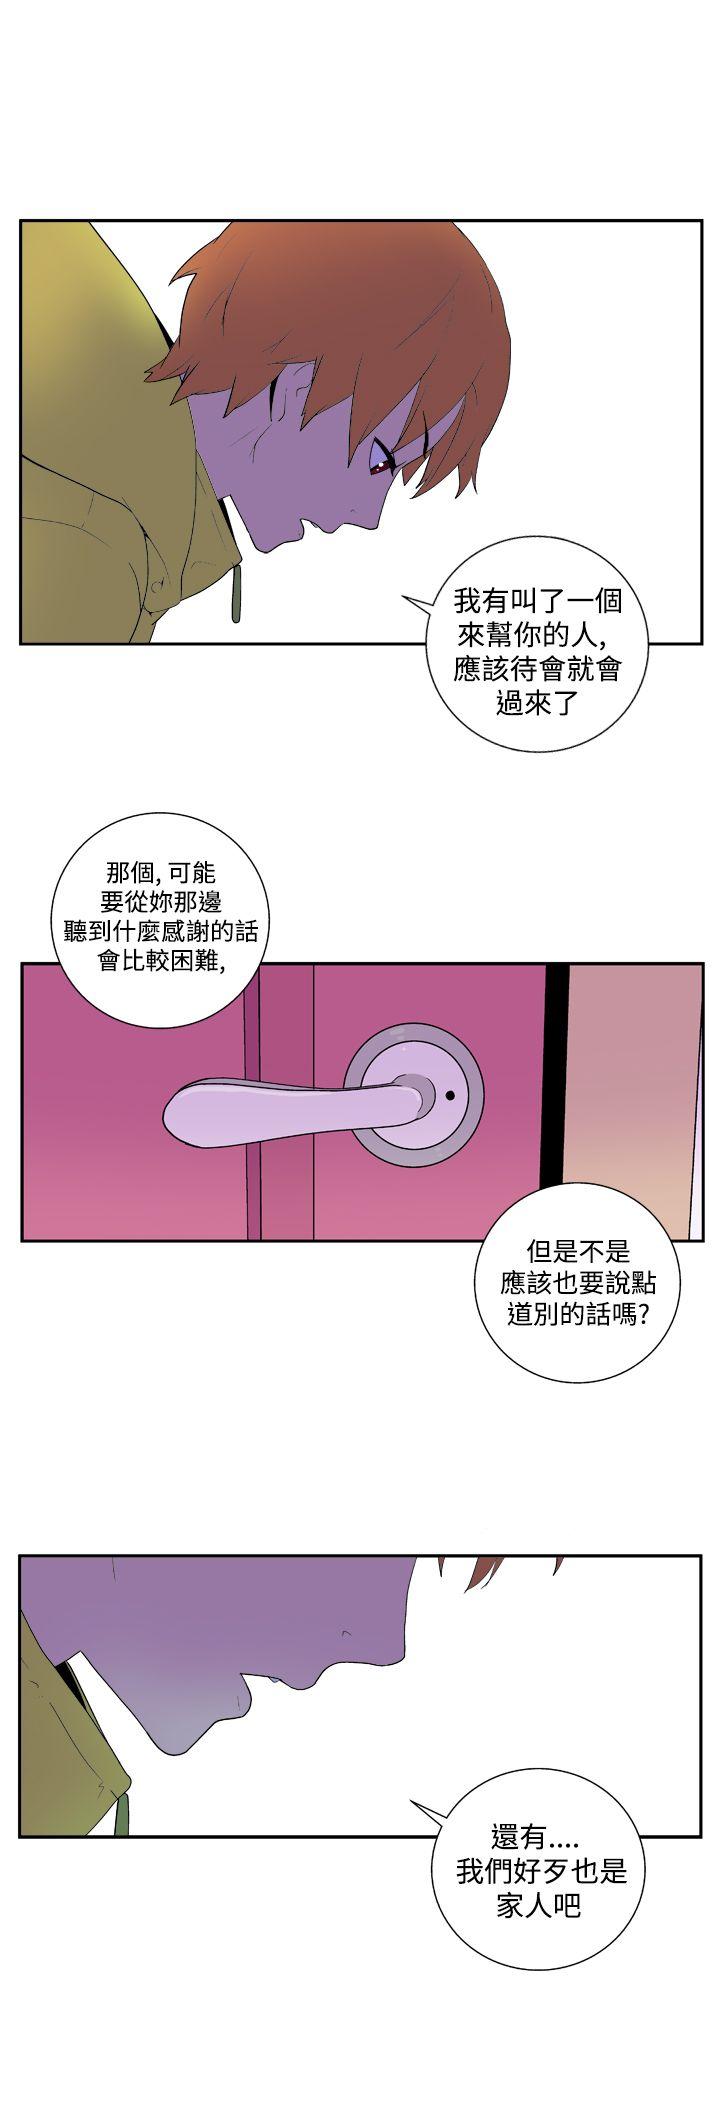 我有叫了一個
來幫你的人,
應該待會就會
過來了
那個, 可能
要從妳那邊
聽到什麼感謝的話
會比較困難,
但是不是
應該也要說點
道別的話嗎?
還有....
我們好歹也是
家人吧